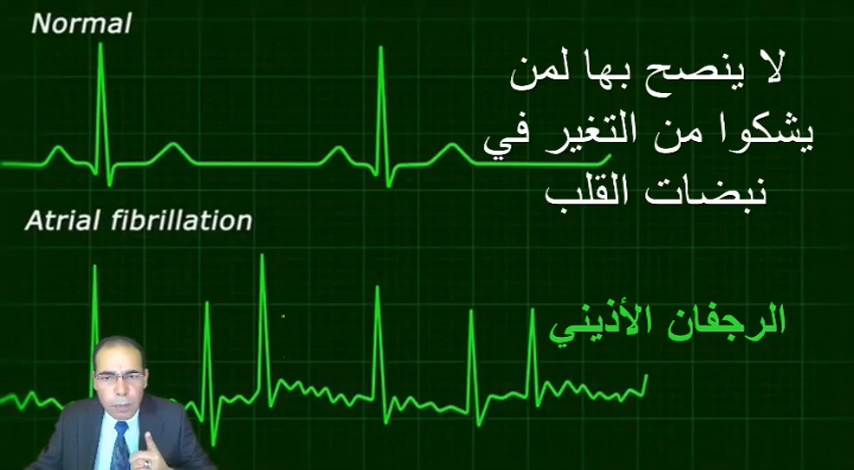 Normal
لا ينصح بها لمن
يشكوا من التغير في
نبضات القلب
Atrial fibrillation
الرجفان الأذيني